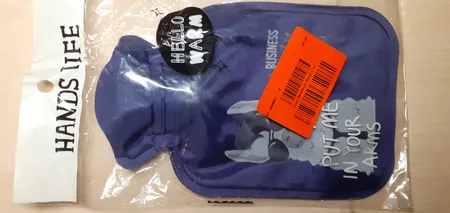 HANDS LIFE
HELLO
WARM
BUSINESS
PUT ME
IN YOUR
ARMS